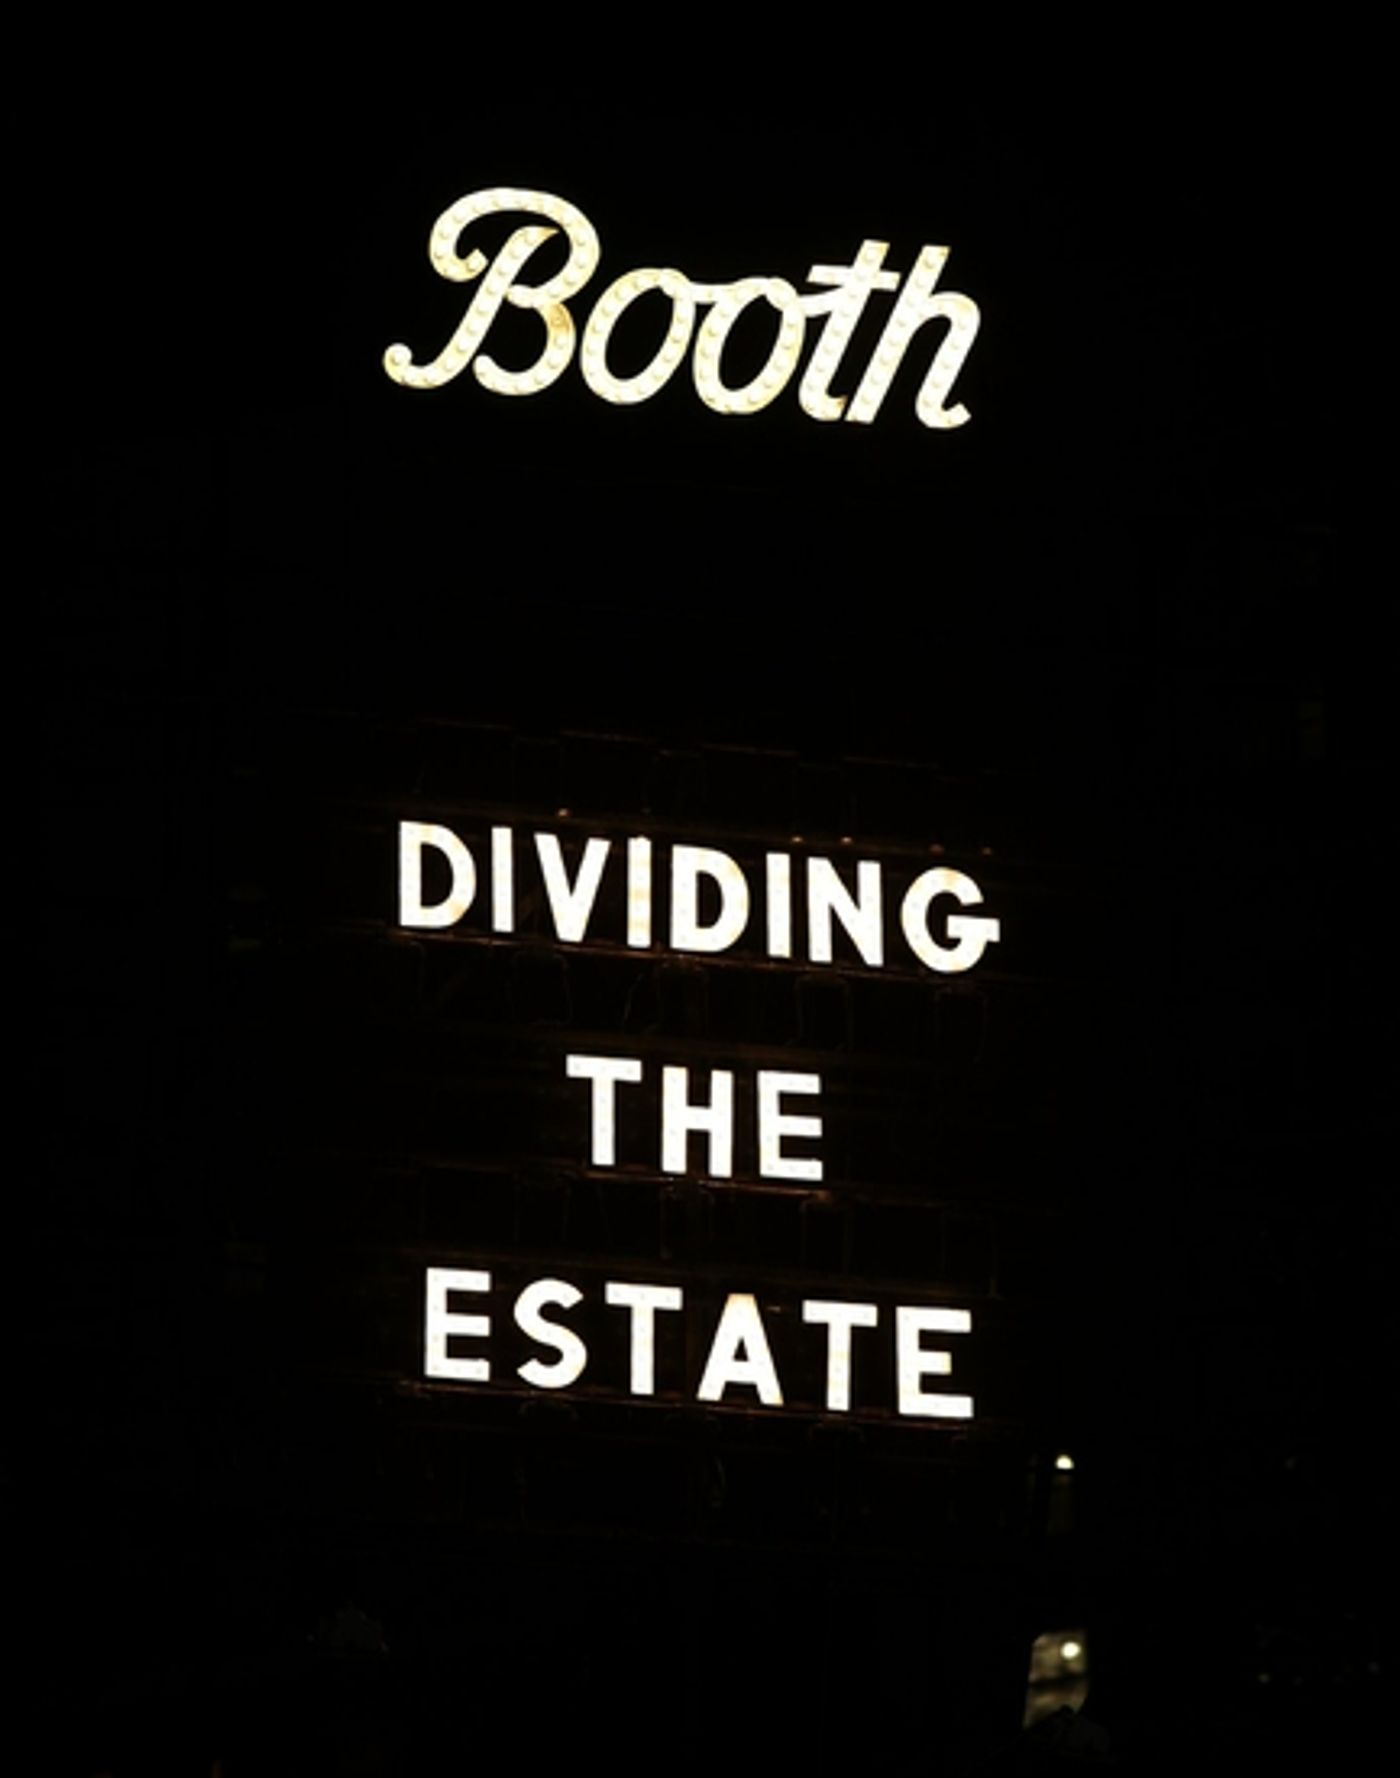 Booth
DIVIDING
THE
ESTATE